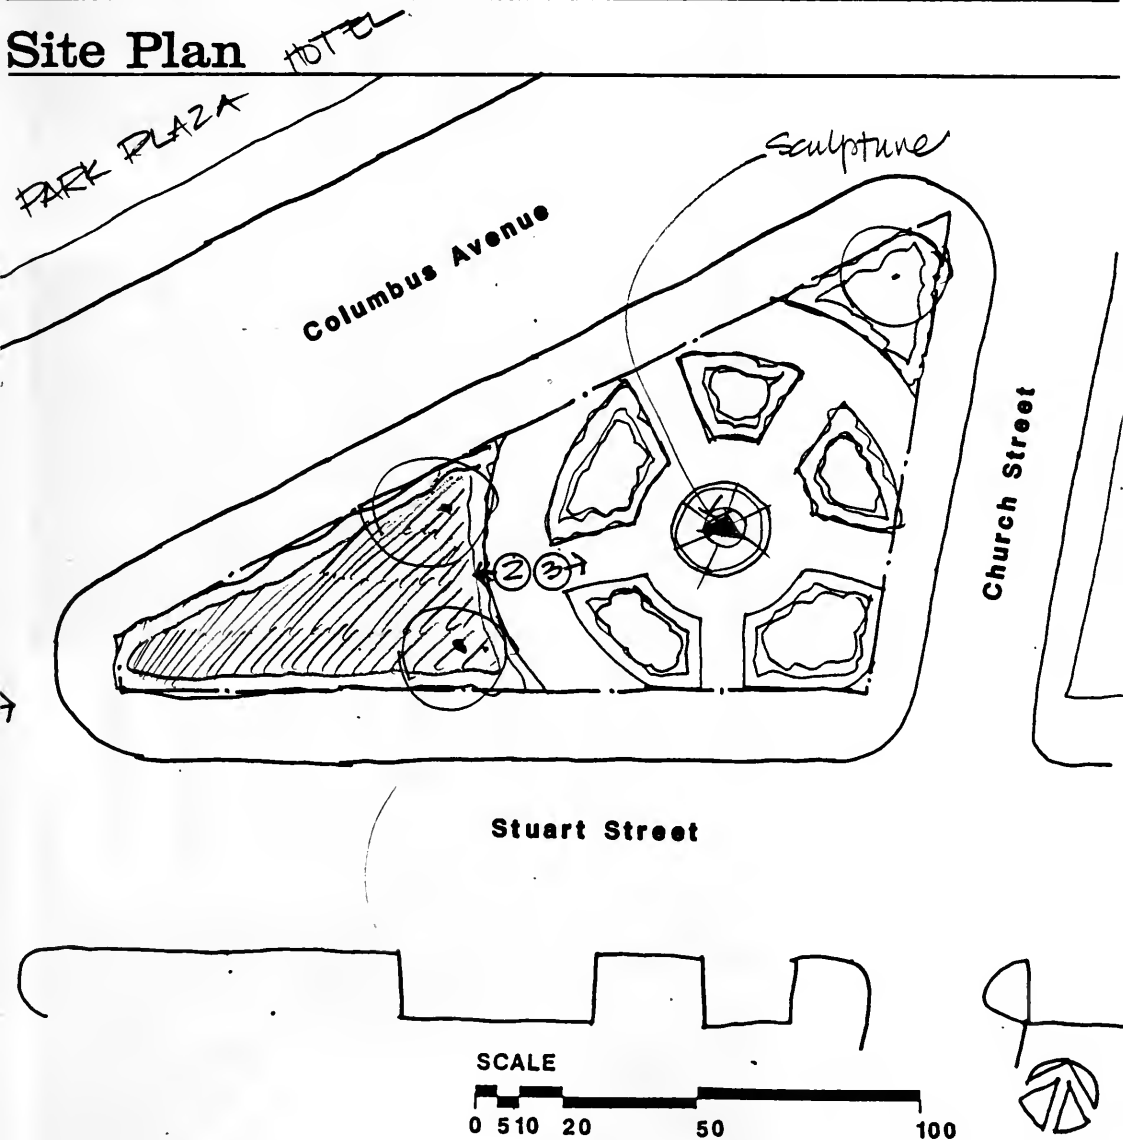 Site Plan
HOTEL
PARK PLAZA
sculpture
Columbus Avenue
Church Street
2 3
Stuart Street
SCALE
0 5 10 20 50 100